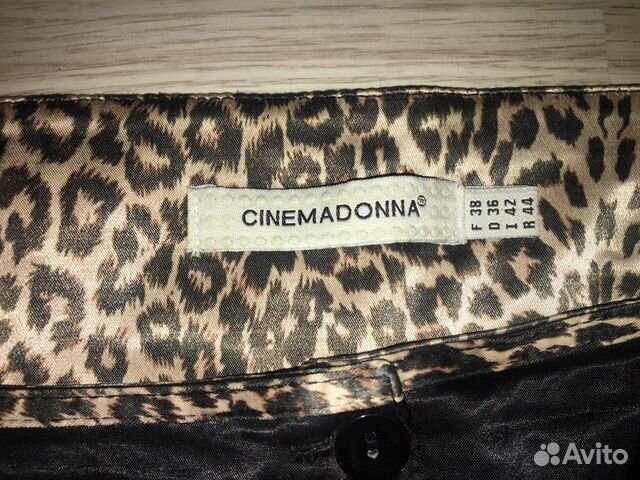 CINEMADONNA®
F 38
D 36
I 42
R 44
Avito